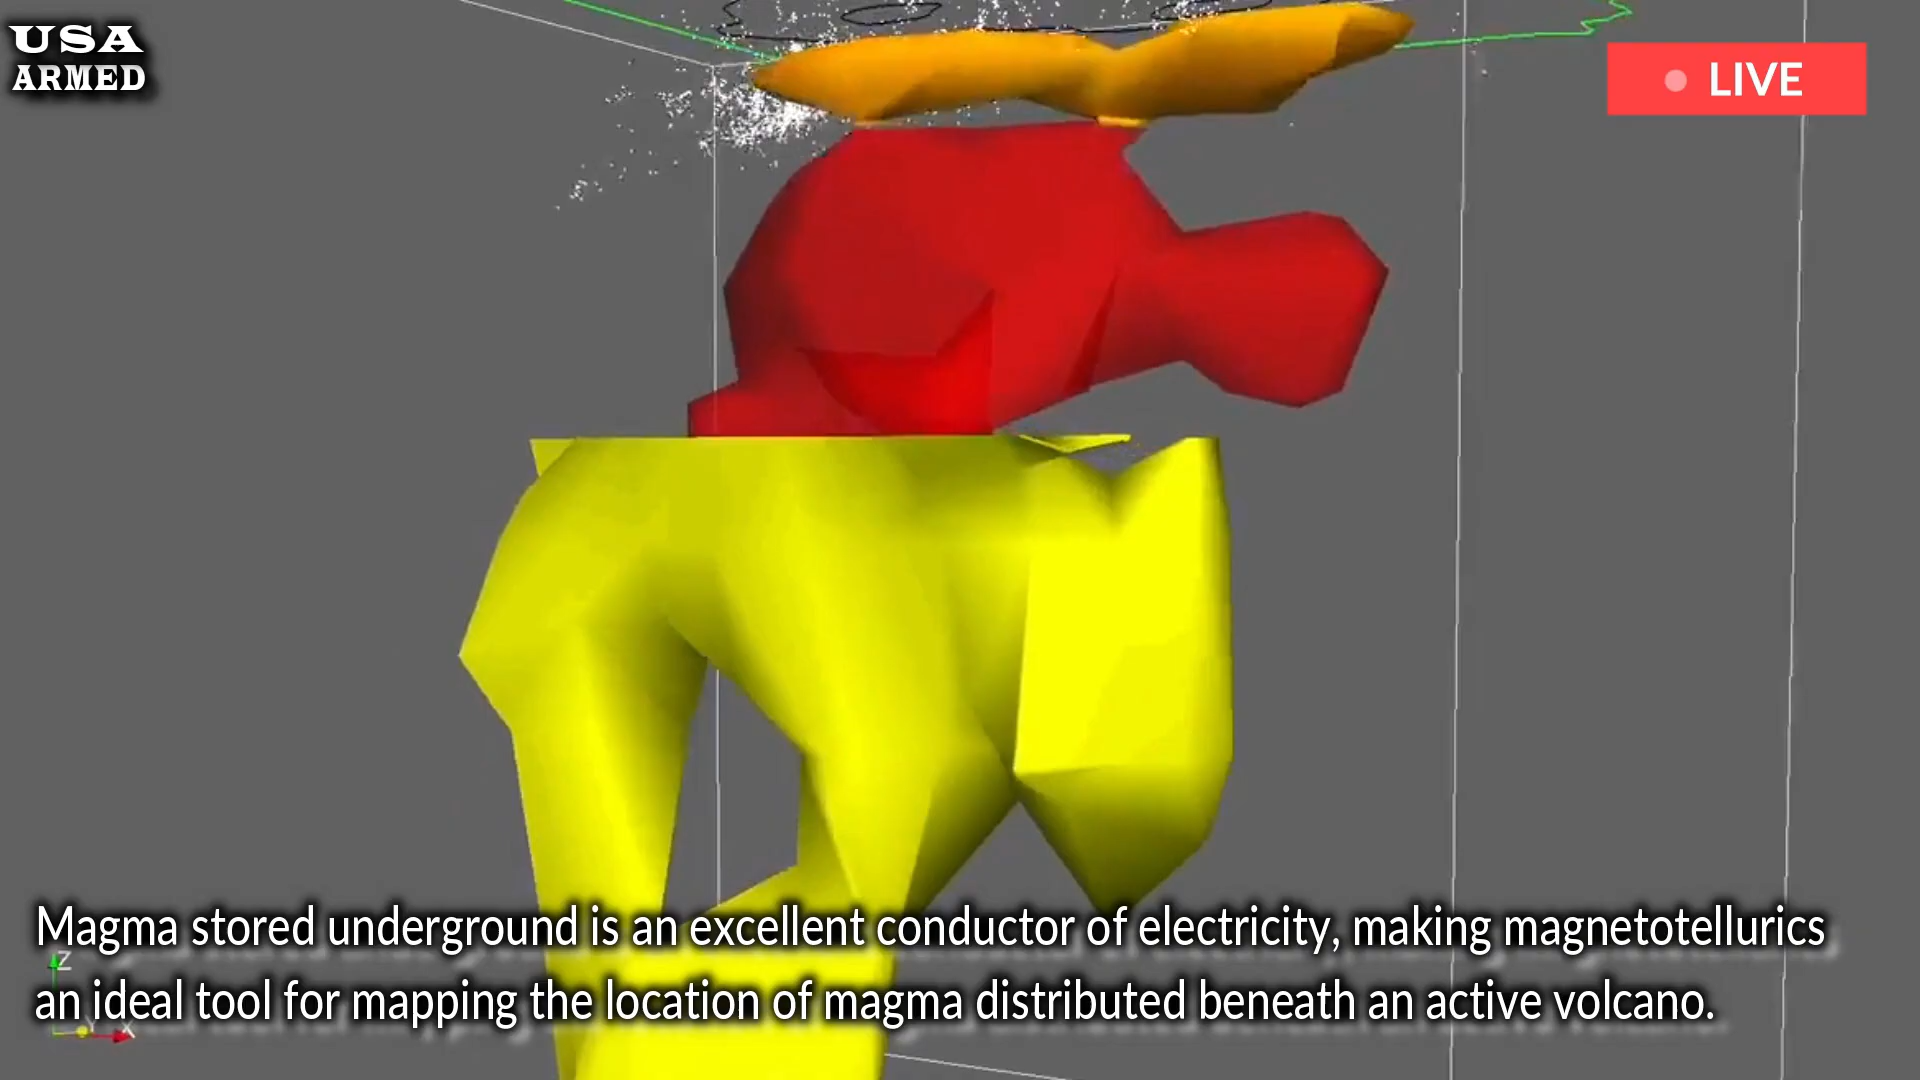 USA
ARMED
LIVE
Magma stored underground is an excellent conductor of electricity, making magnetotellurics
an ideal tool for mapping the location of magma distributed beneath an active volcano.
Z
Y
X